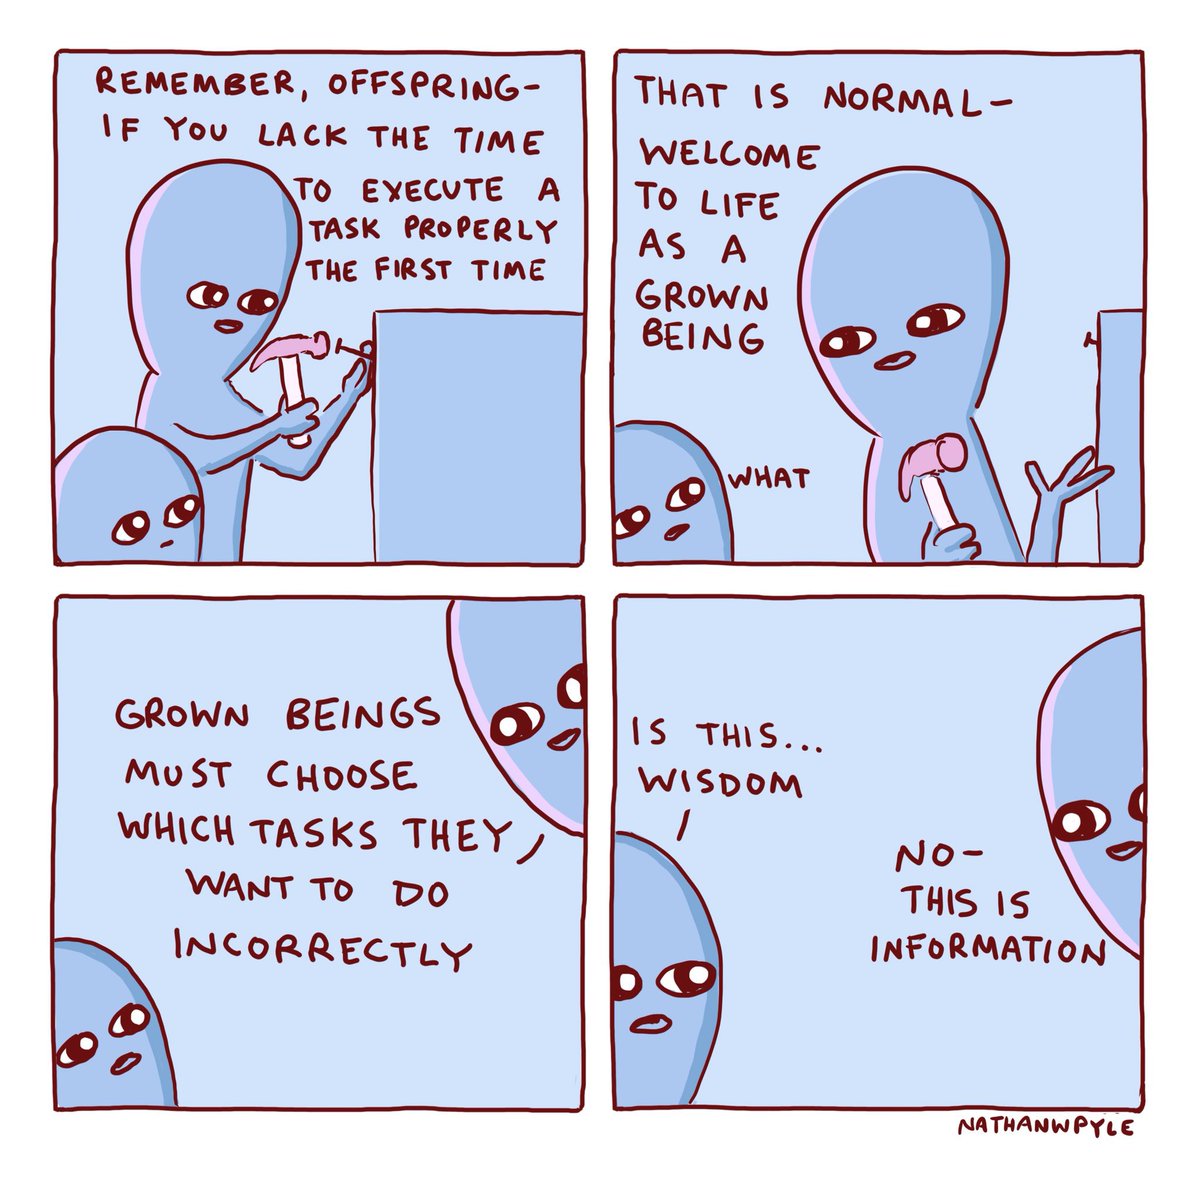 REMEMBER, OFFSPRING-
IF YOU LACK THE TIME
TO EXECUTE A
TASK PROPERLY
THE FIRST TIME
THAT IS NORMAL-
WELCOME
TO LIFE
AS A
GROWN
BEING
WHAT
GROWN BEINGS
MUST CHOOSE
WHICH TASKS THEY
WANT TO DO
INCORRECTLY
IS THIS...
WISDOM
NO-
THIS IS
INFORMATION
NATHANWPYLE